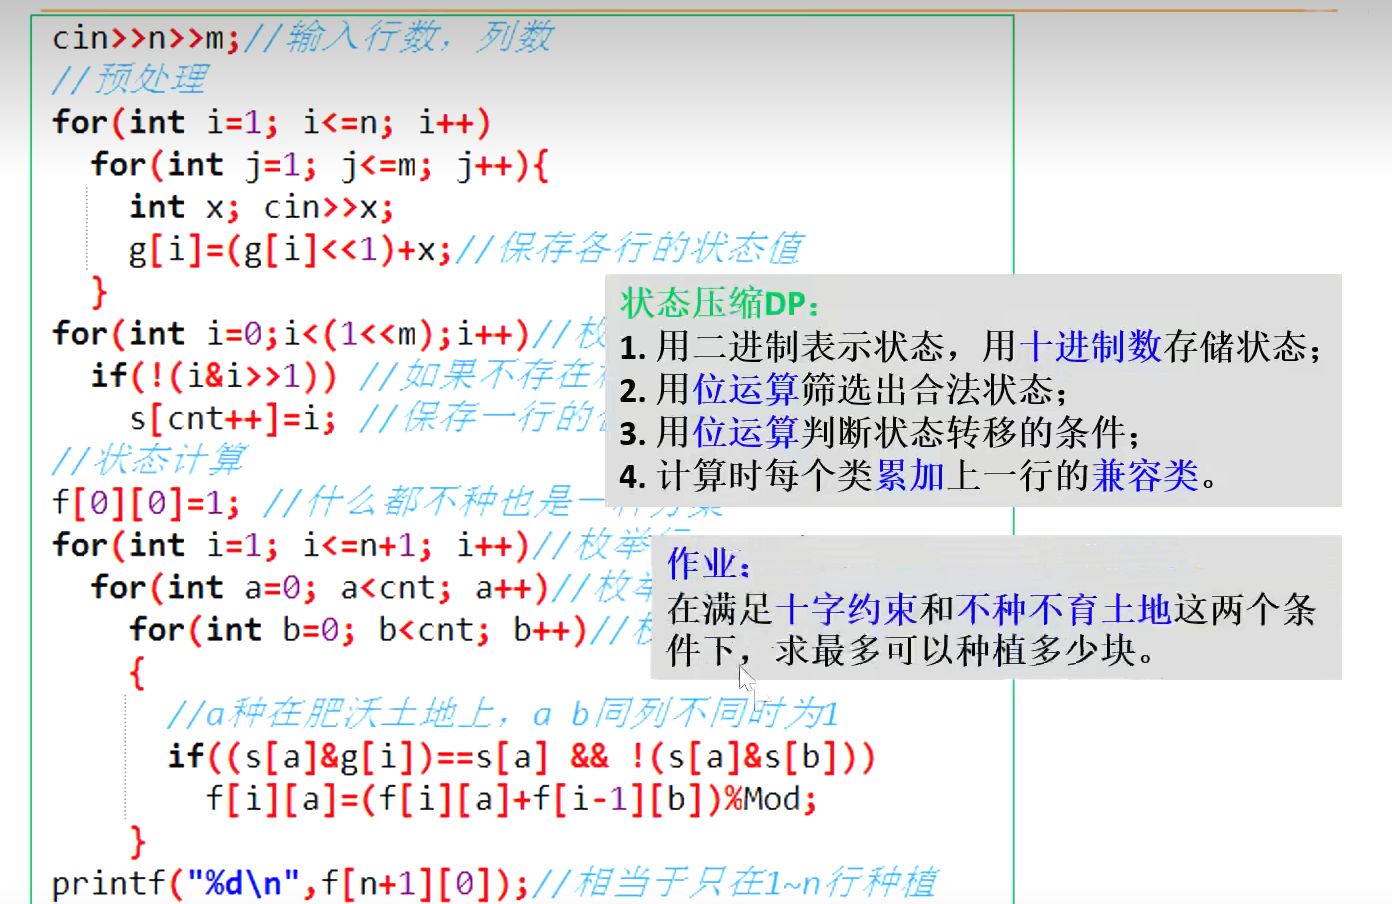 cin>>n>>m;//输入行数，列数
//预处理
for(int i=1; i<=n; i++)
for(int j=1; j<=m; j++){
int x; cin>>x;
g[i]=(g[i]<<1)+x;//保存各行的状态值
}
for(int i=0;i<(1<<m);i++)//枚
if(!(i&i>>1)) //如果不存在
s[cnt++]=i; //保存一行的
//状态计算
f[0][0]=1; //什么都不种也是一种方案
for(int i=1; i<=n+1; i++)//枚举行
for(int a=0; a<cnt; a++)//枚举
for(int b=0; b<cnt; b++)//枚
{
//a种在肥沃土地上，a b同列不同时为1
if((s[a]&g[i])==s[a] && !(s[a]&s[b]))
f[i][a]=(f[i][a]+f[i-1][b])%Mod;
}
printf("%d\n",f[n+1][0]);//相当于只在1~n行种植
状态压缩DP：
1. 用二进制表示状态，用十进制数存储状态；
2. 用位运算筛选出合法状态；
3. 用位运算判断状态转移的条件；
4. 计算时每个类累加上一行的兼容类。
作业：
在满足十字约束和不种不育土地这两个条
件下，求最多可以种植多少块。